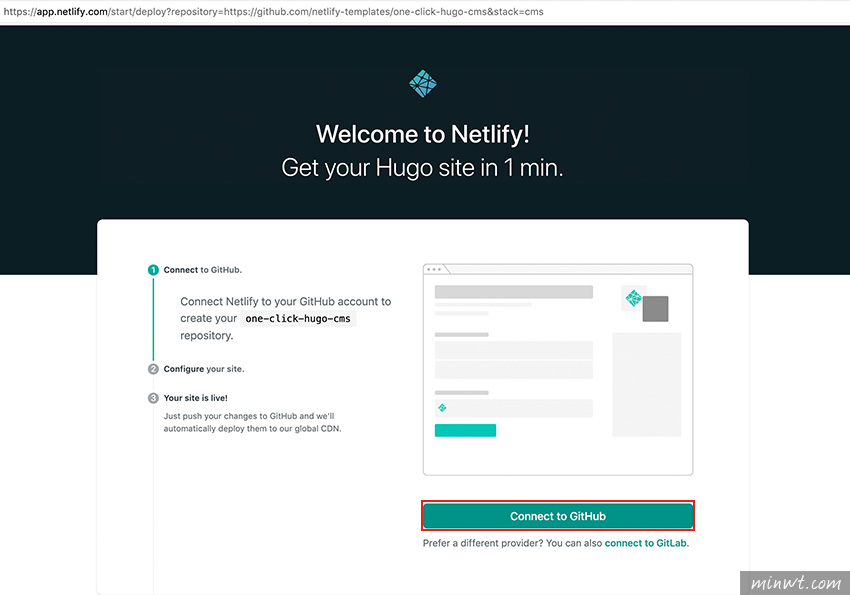 https://app.netlify.com/start/deploy?repository=https://github.com/netlify-templates/one-click-hugo-cms&stack=cms
Welcome to Netlify!
Get your Hugo site in 1 min.
1 Connect to GitHub.
Connect Netlify to your GitHub account to
create your one-click-hugo-cms
repository.
2 Configure your site.
3 Your site is live!
Just push your changes to GitHub and we'll
automatically deploy them to our global CDN.
Connect to GitHub
Prefer a different provider? You can also connect to GitLab.
minwt.com